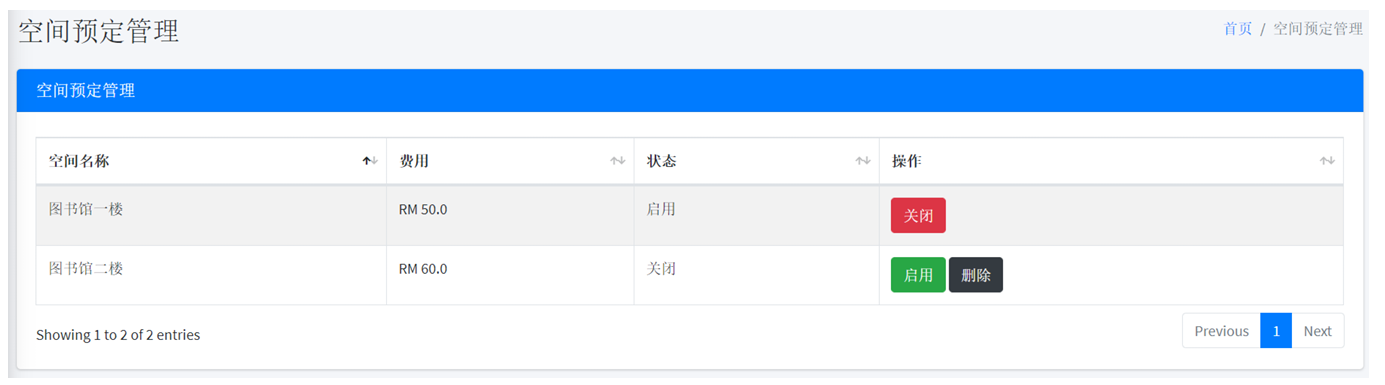 空间预定管理
首页 / 空间预定管理
空间预定管理
空间名称 费用 状态 操作
图书馆一楼 RM 50.0 启用 关闭
图书馆二楼 RM 60.0 关闭 启用 删除
Showing 1 to 2 of 2 entries
Previous 1 Next